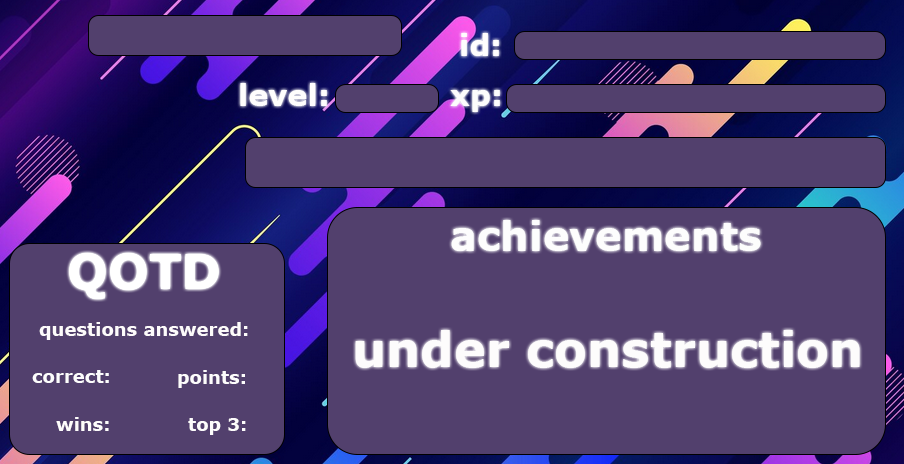 id:
level: xp:
achievements
QOTD
questions answered:
under construction
correct: points:
wins: top 3: